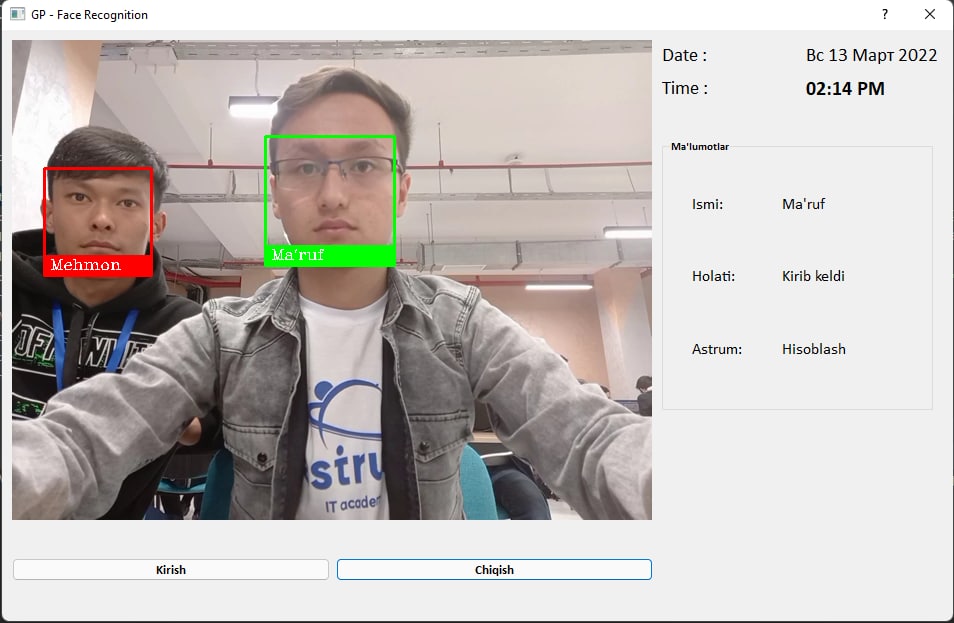 GP - Face Recognition
?
Date : Вс 13 Март 2022
Time : 02:14 PM
Ma'lumotlar
Ismi: Ma'ruf
Holati: Kirib keldi
Astrum: Hisoblash
Mehmon
Ma'ruf
stru
IT academ
Kirish
Chiqish